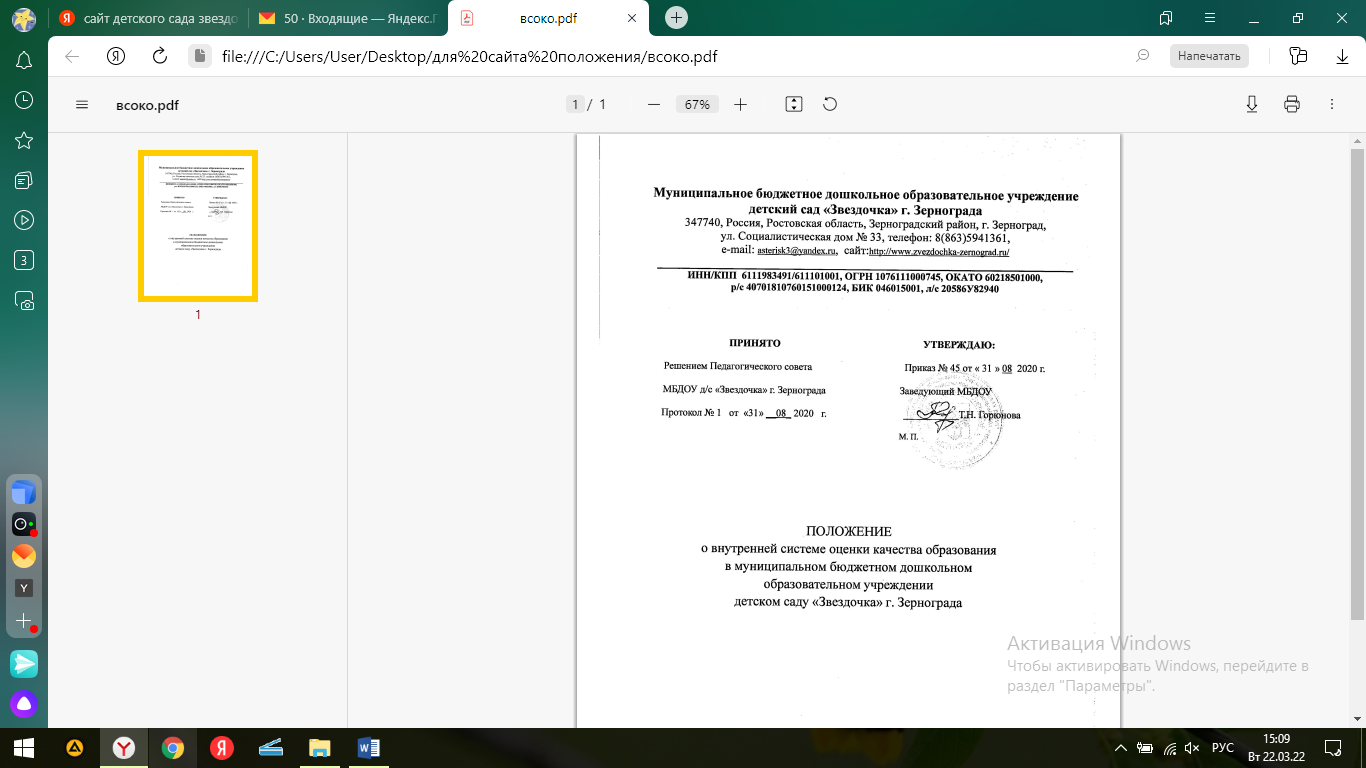 сайт детского сада звездо
50 · Входящие — Яндекс.П
всоко.pdf
file:///C:/Users/User/Desktop/для%20сайта%20положения/всоко.pdf
Напечатать
всоко.pdf
1 / 1
67%
3
1
Муниципальное бюджетное дошкольное образовательное учреждение
детский сад «Звездочка» г. Зернограда
347740, Россия, Ростовская область, Зерноградский район, г. Зерноград,
ул. Социалистическая дом № 33, телефон: 8(863)5941361,
e-mail: asterisk3@yandex.ru, сайт:http://www.zvezdochka-zernograd.ru/
ИНН/КПП 6111983491/611101001, ОГРН 1076111000745, ОКАТО 60218501000,
р/с 40701810760151000124, БИК 046015001, л/с 20586У82940
ПРИНЯТО
Решением Педагогического совета
МБДОУ д/с «Звездочка» г. Зернограда
Протокол № 1 от «31» __08_ 2020 г.
УТВЕРЖДАЮ:
Приказ № 45 от « 31 » 08 2020 г.
Заведующий МБДОУ
Т.Н. Горюнова
М. П.
ПОЛОЖЕНИЕ
о внутренней системе оценки качества образования
в муниципальном бюджетном дошкольном
образовательном учреждении
детском саду «Звездочка» г. Зернограда
Активация Windows
Чтобы активировать Windows, перейдите в
раздел "Параметры".
РУС
15:09
Вт 22.03.22